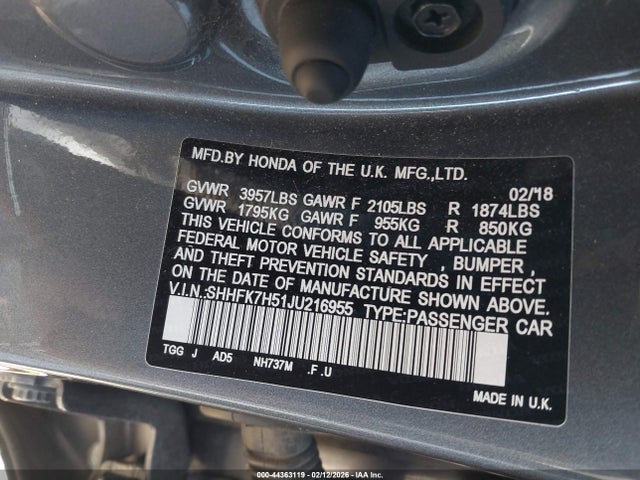 MFD.BY HONDA OF THE U.K. MFG.,LTD.
02/'18
GVWR 3957LBS GAWR F 2105LBS R 1874LBS
GVWR 1795KG GAWR F 955KG R 850KG
THIS VEHICLE CONFORMS TO ALL APPLICABLE
FEDERAL MOTOR VEHICLE SAFETY , BUMPER ,
AND THEFT PREVENTION STANDARDS IN EFFECT
ON THE DATE OF MANUFACTURE SHOWN ABOVE.
V.I.N.:SHHFK7H51JU216955 TYPE:PASSENGER CAR
TGG J AD5 NH737M .F.U
MADE IN U.K.
000-44363119 - 02/12/2026 - IAA, Inc.